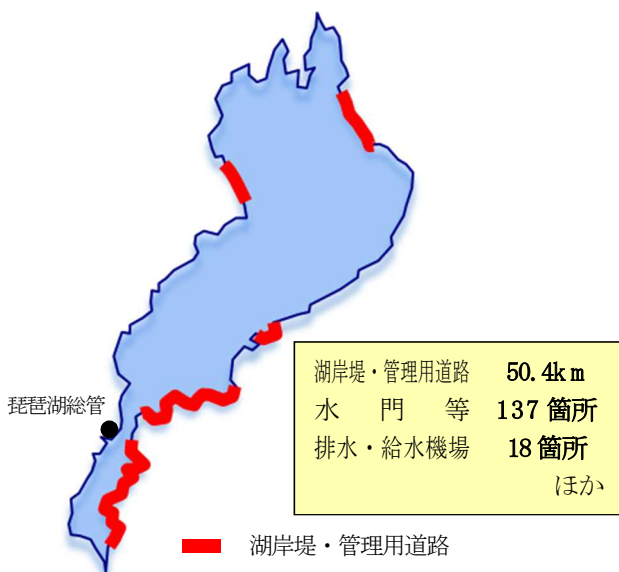 琵琶湖総管
湖岸堤・管理用道路 50.4km
水門等 137箇所
排水・給水機場 18箇所
ほか
湖岸堤・管理用道路